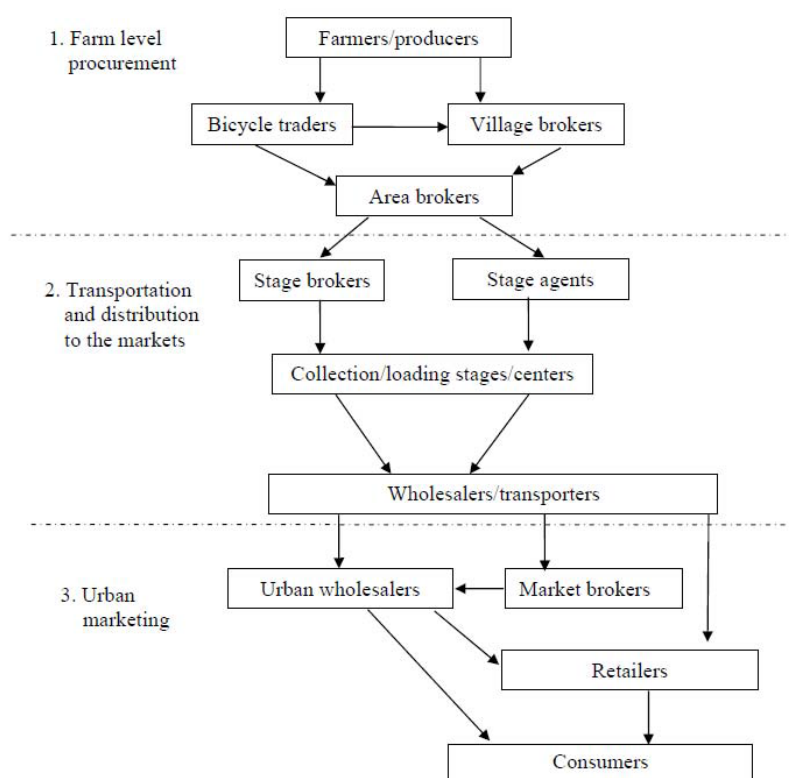 1. Farm level
procurement
Farmers/producers
Bicycle traders
Village brokers
Area brokers
2. Transportation
and distribution
to the markets
Stage brokers
Stage agents
Collection/loading stages/centers
Wholesalers/transporters
3. Urban
marketing
Urban wholesalers
Market brokers
Retailers
Consumers